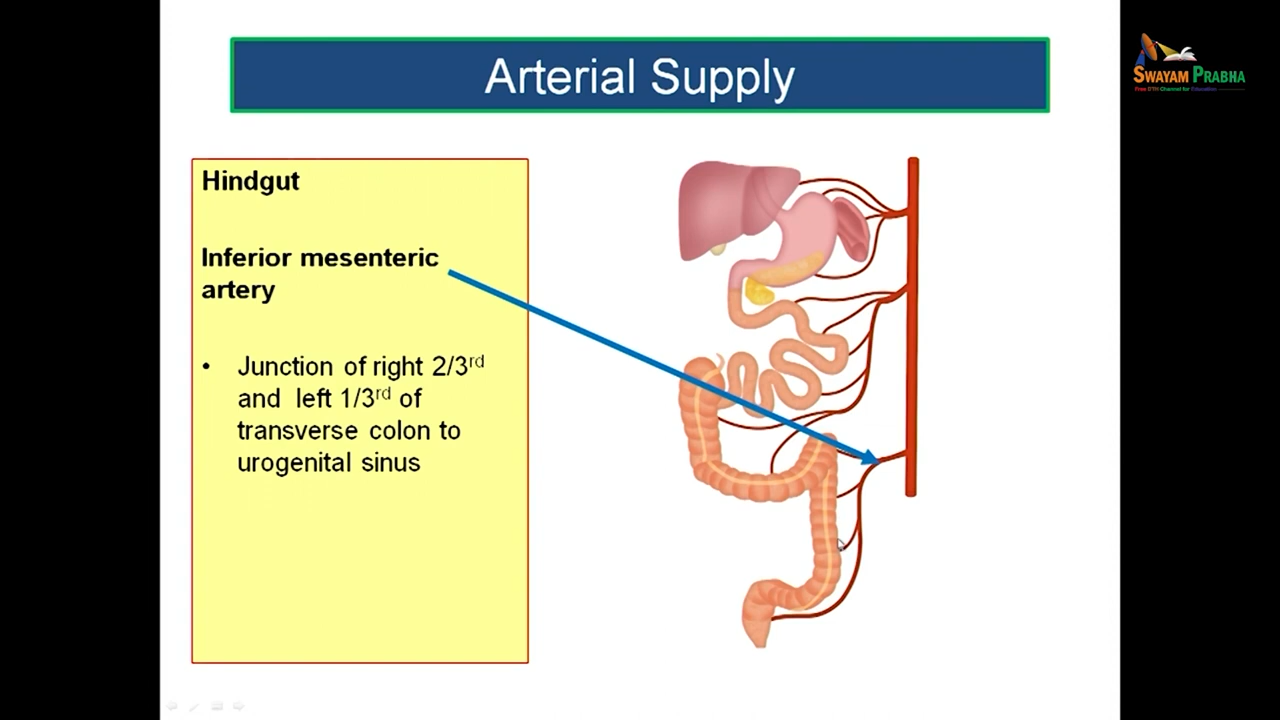 Arterial Supply
SWAYAM PRABHA
Free DTH Channel for Education
Hindgut
Inferior mesenteric
artery
• Junction of right 2/3rd
and left 1/3rd of
transverse colon to
urogenital sinus